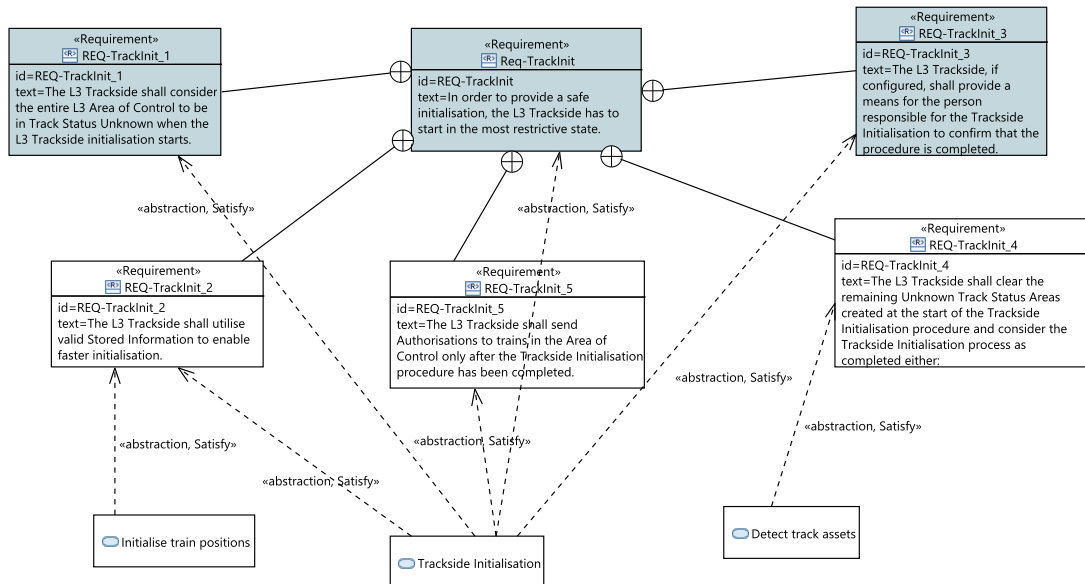 «Requirement»
REQ-TrackInit_1
id=REQ-TrackInit_1
text=The L3 Trackside shall consider
the entire L3 Area of Control to be
in Track Status Unknown when the
L3 Trackside initialisation starts.
«Requirement»
Req-TrackInit
id=REQ-TrackInit
text=In order to provide a safe
initialisation, the L3 Trackside has to
start in the most restrictive state.
«Requirement»
REQ-TrackInit_3
id=REQ-TrackInit_3
text=The L3 Trackside, if
configured, shall provide a
means for the person
responsible for the Trackside
Initialisation to confirm that the
procedure is completed.
«abstraction, Satisfy»
«abstraction, Satisfy»
«Requirement»
REQ-TrackInit_2
id=REQ-TrackInit_2
text=The L3 Trackside shall utilise
valid Stored Information to enable
faster initialisation.
«Requirement»
REQ-TrackInit_5
id=REQ-TrackInit_5
text=The L3 Trackside shall send
Authorisations to trains in the Area of
Control only after the Trackside Initialisation
procedure has been completed.
«Requirement»
REQ-TrackInit_4
id=REQ-TrackInit_4
text=The L3 Trackside shall clear the
remaining Unknown Track Status Areas
created at the start of the Trackside
Initialisation procedure and consider the
Trackside Initialisation process as
completed either:
«abstraction, Satisfy»
«abstraction, Satisfy»
«abstraction, Satisfy»
«abstraction, Satisfy»
«abstraction, Satisfy»
Initialise train positions
Trackside Initialisation
Detect track assets